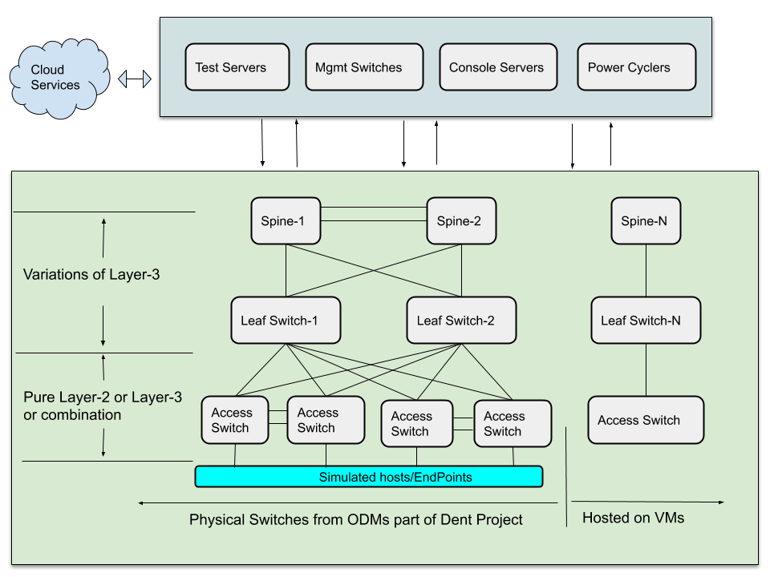 Cloud
Services
Test Servers
Mgmt Switches
Console Servers
Power Cyclers
Spine-1
Spine-2
Spine-N
Variations of Layer-3
Leaf Switch-1
Leaf Switch-2
Leaf Switch-N
Pure Layer-2 or Layer-3
or combination
Access
Switch
Access
Switch
Access
Switch
Access
Switch
Access Switch
Simulated hosts/EndPoints
Physical Switches from ODMs part of Dent Project
Hosted on VMs